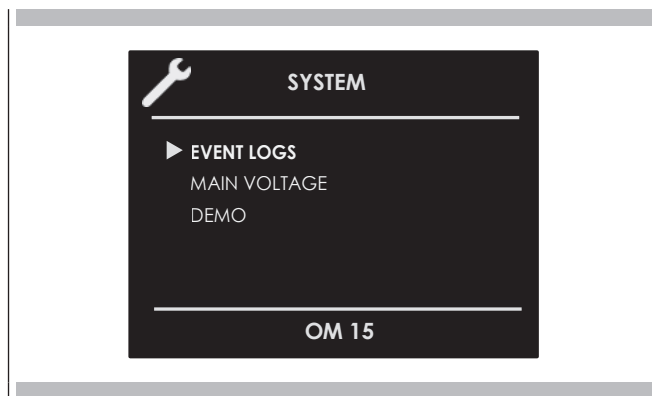 SYSTEM
EVENT LOGS
MAIN VOLTAGE
DEMO
OM 15